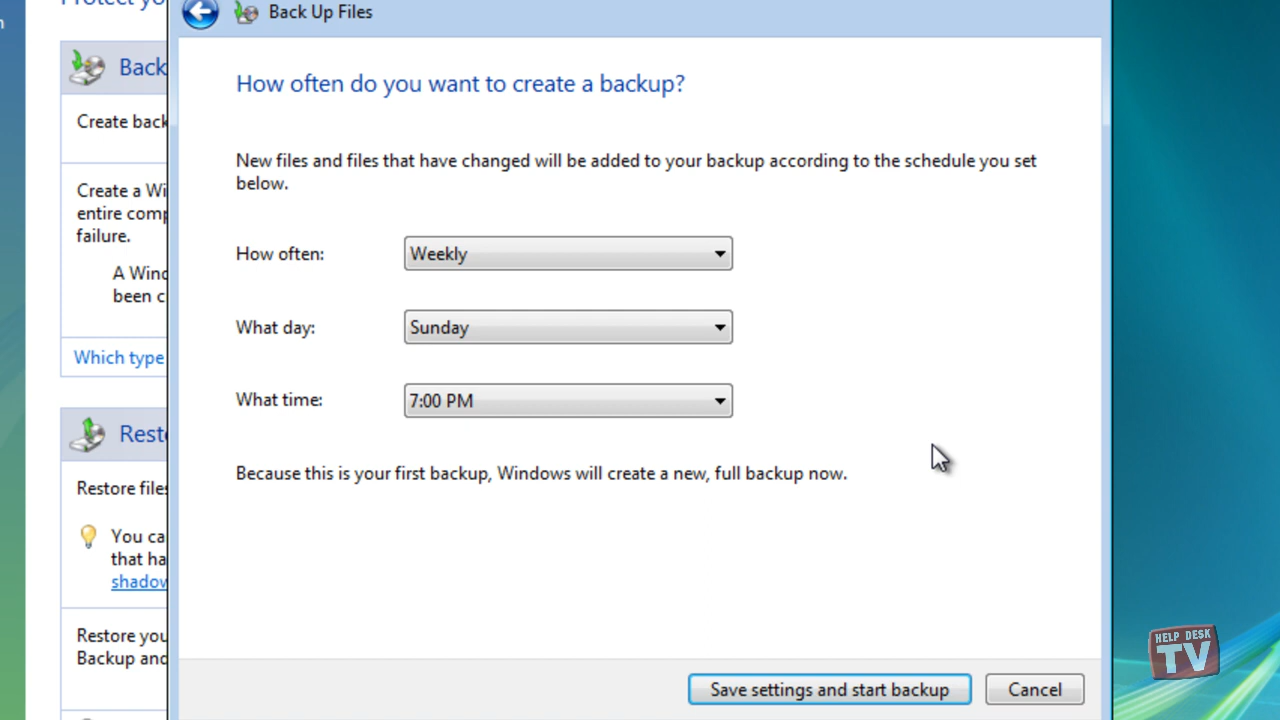 Back Up Files
How often do you want to create a backup?
New files and files that have changed will be added to your backup according to the schedule you set
below.
How often:
Weekly
What day:
Sunday
What time:
7:00 PM
Because this is your first backup, Windows will create a new, full backup now.
Save settings and start backup
Cancel
Back
Create back
Create a Wi
entire comp
failure.
A Wind
been c
Which type
Resto
Restore files
You ca
that ha
shadow
Restore you
Backup and
HELP DESK
TV